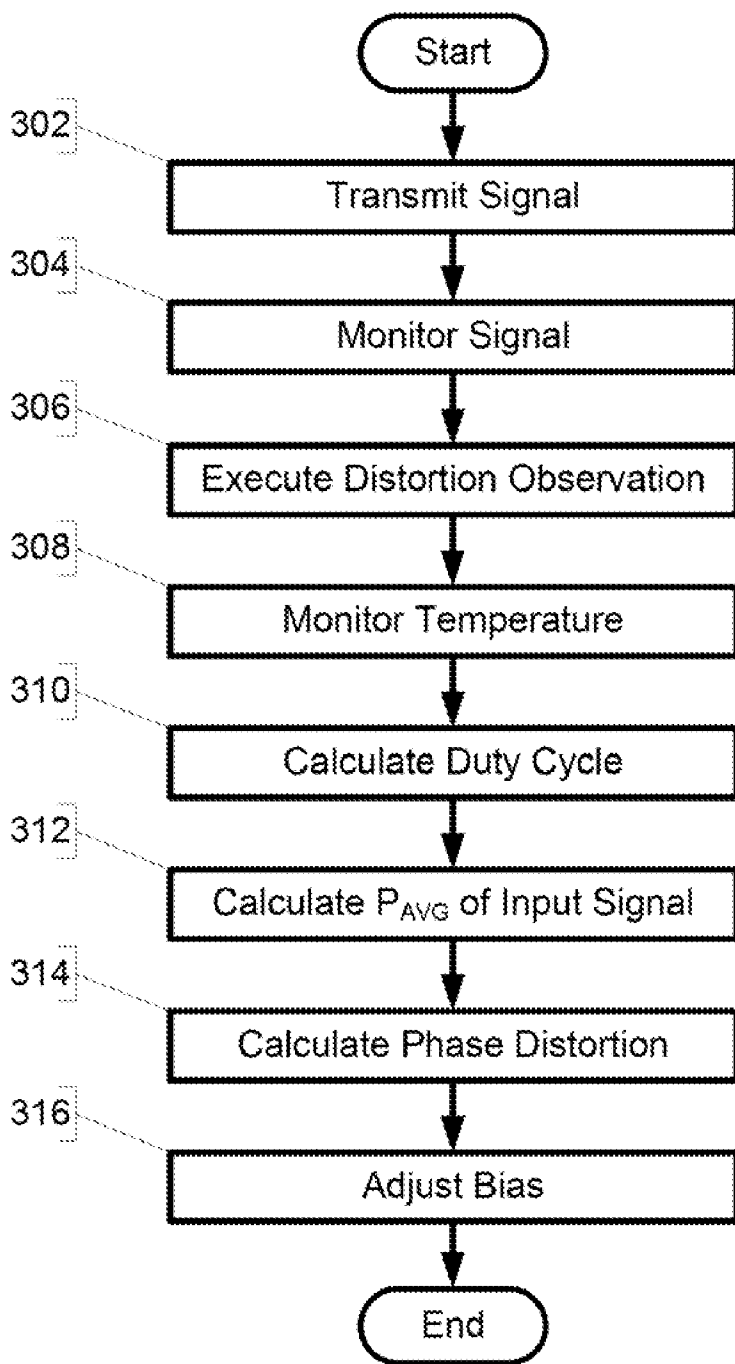 Start
302
Transmit Signal
304
Monitor Signal
306
Execute Distortion Observation
308
Monitor Temperature
310
Calculate Duty Cycle
312
Calculate PAVG of Input Signal
314
Calculate Phase Distortion
316
Adjust Bias
End